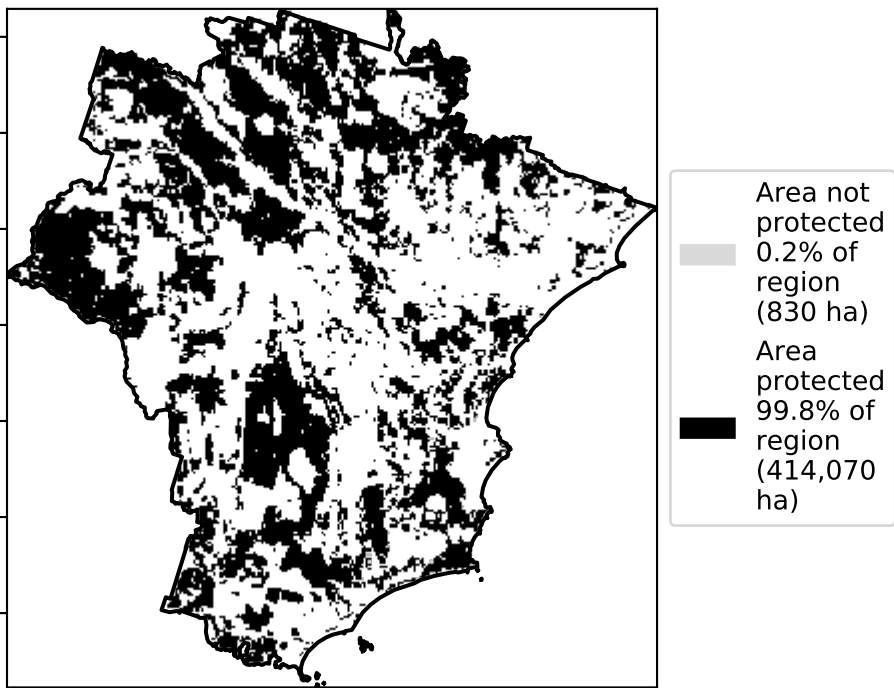 Area not
protected
0.2% of
region
(830 ha)
Area
protected
99.8% of
region
(414,070
ha)